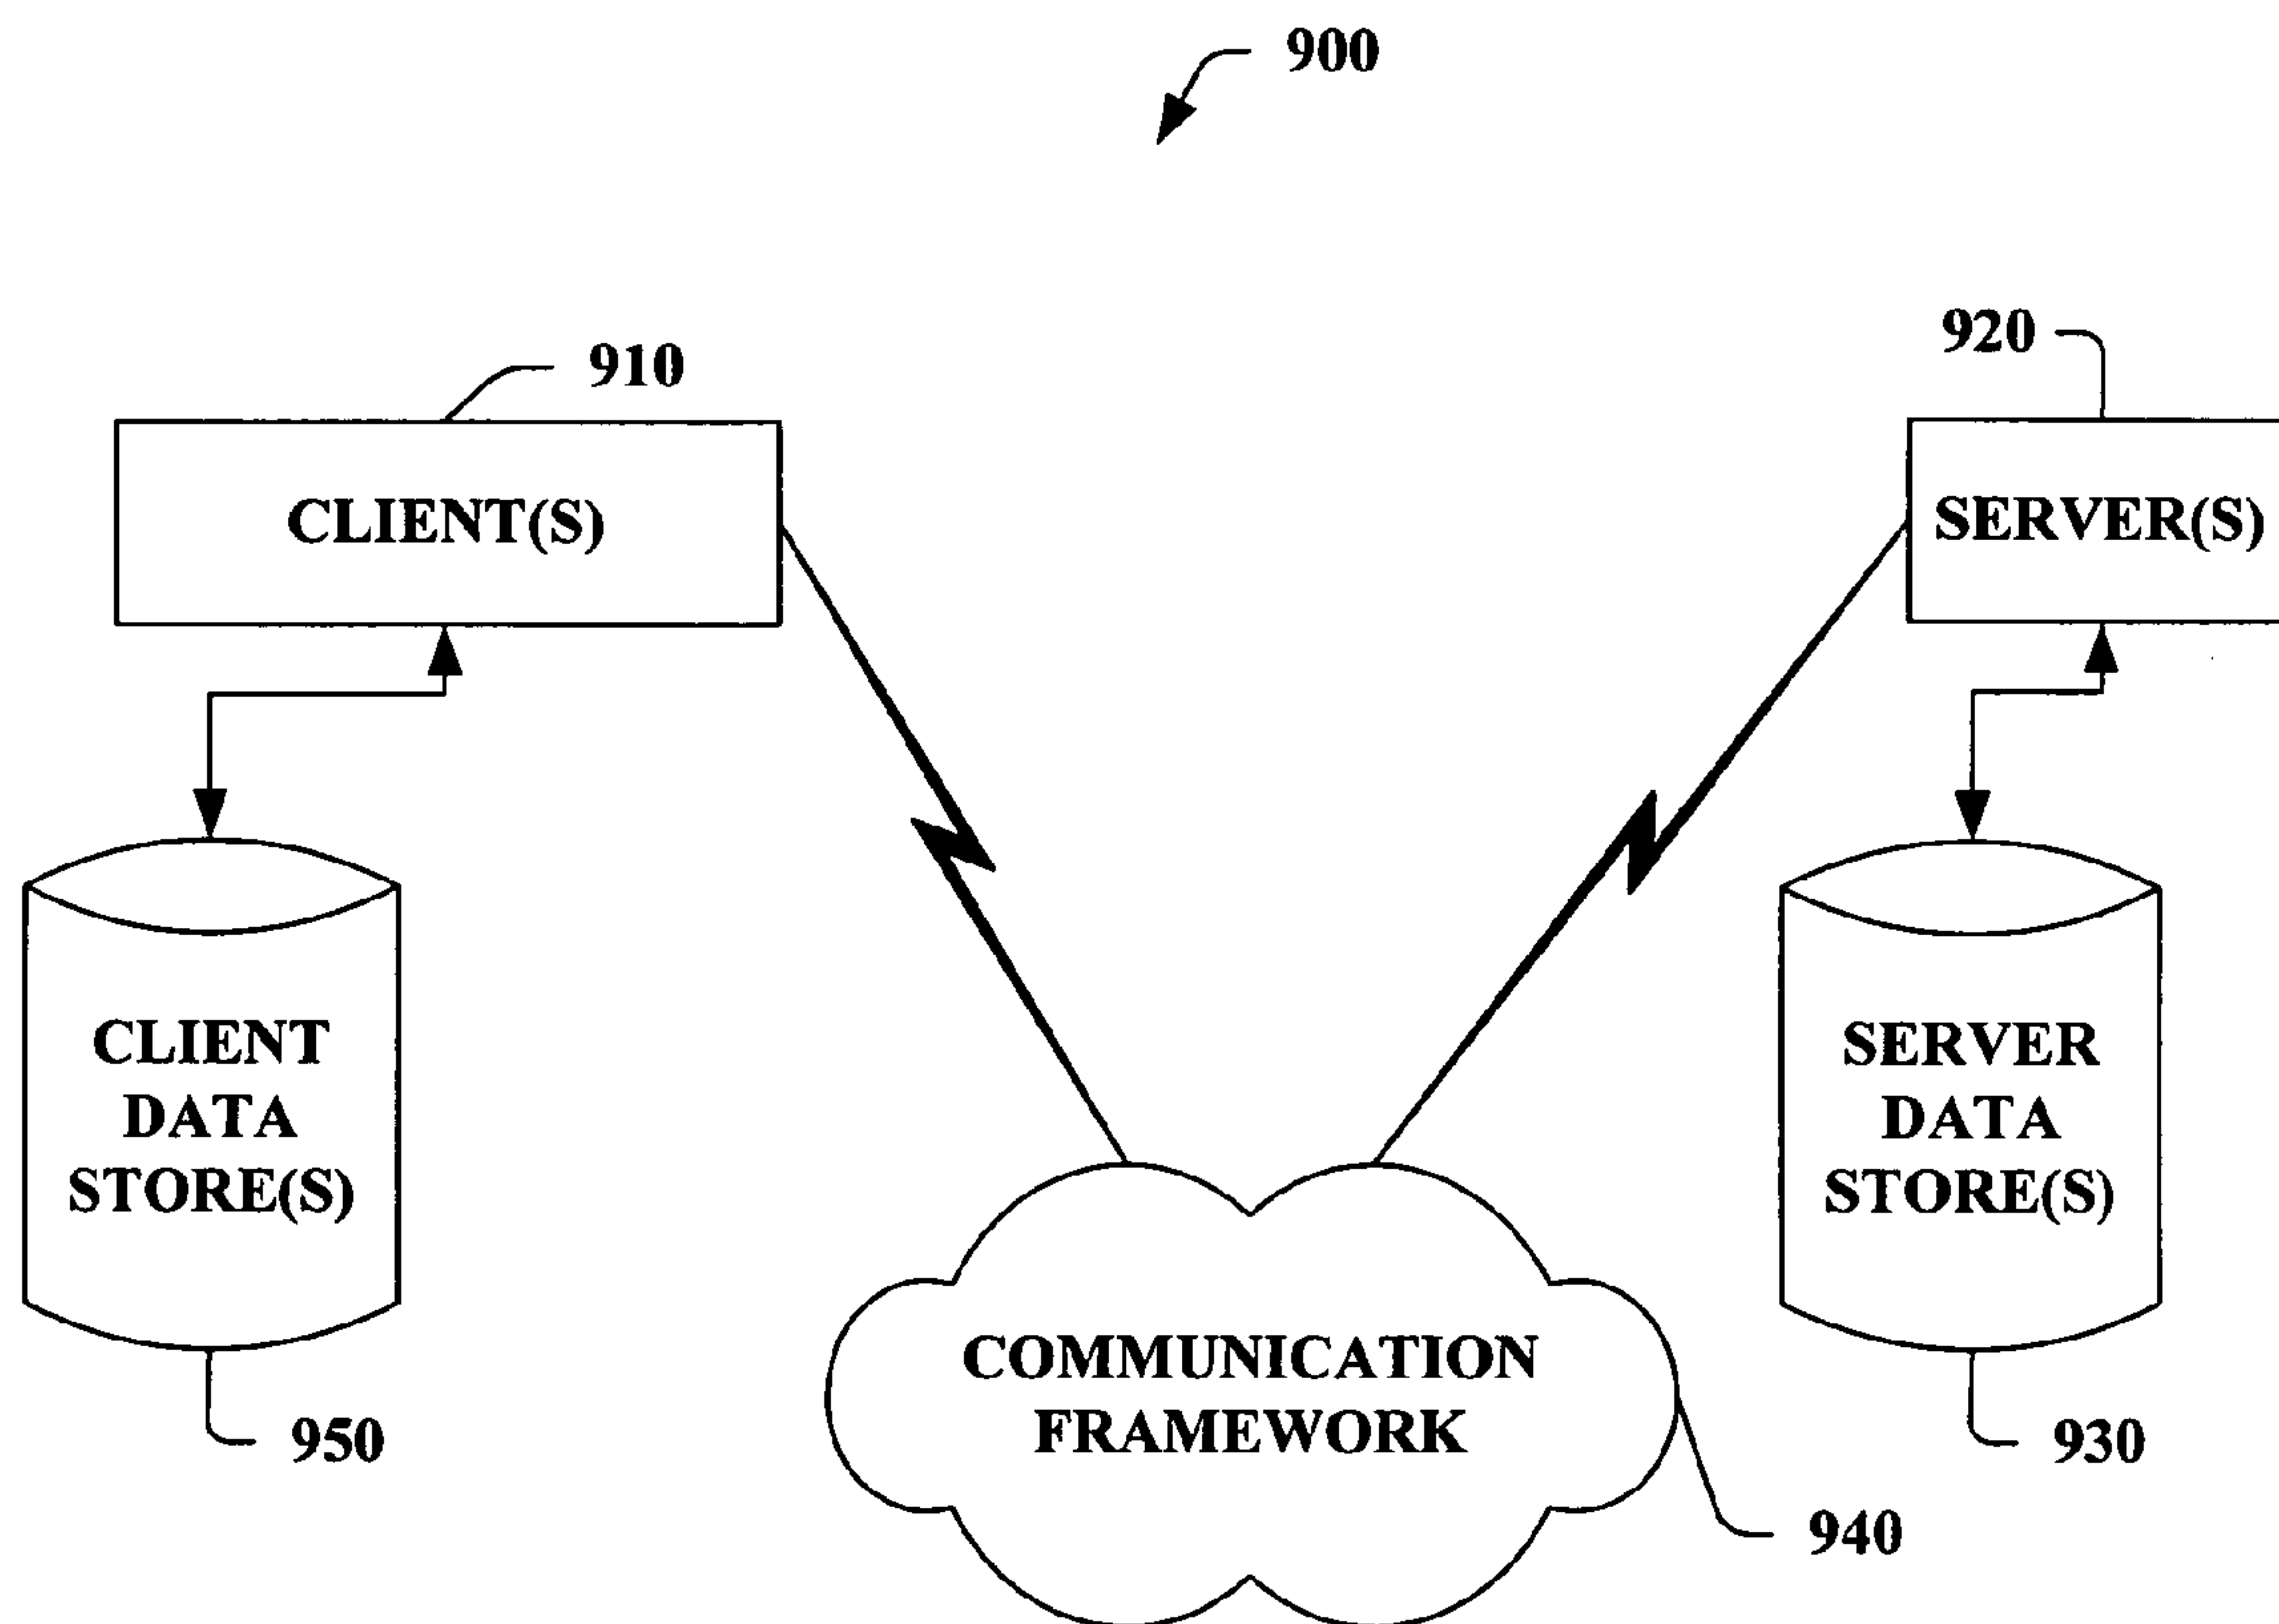 900
910
920
CLIENT(S)
SERVER(S)
CLIENT
DATA
STORE(S)
SERVER
DATA
STORE(S)
COMMUNICATION
FRAMEWORK
950
930
940